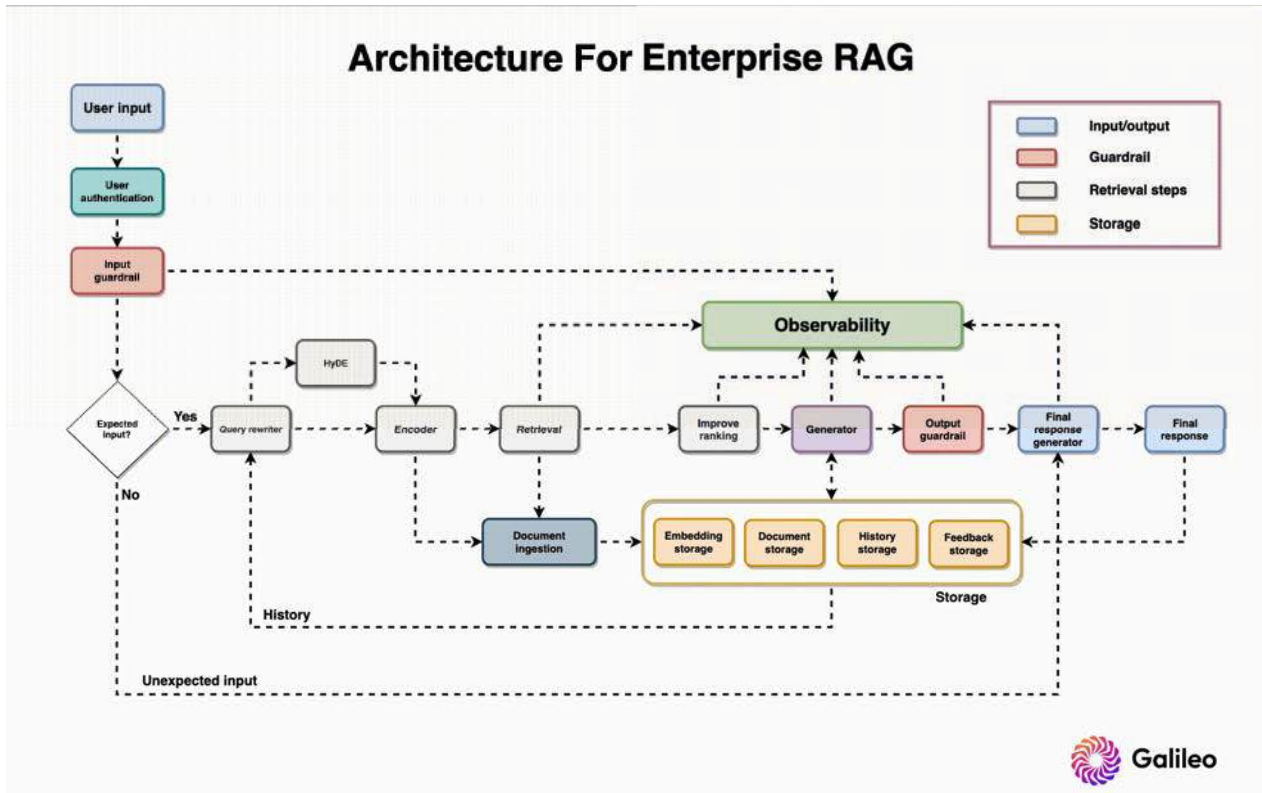 Architecture For Enterprise RAG
User input
Input/output
Guardrail
Retrieval steps
Storage
User
authentication
Input
guardrail
Observability
HyDE
Expected
input?
Yes
Query rewriter
Encoder
Retrieval
Improve
ranking
Generator
Output
guardrail
Final
response
generator
Final
response
No
Document
ingestion
Embedding
storage
Document
storage
History
storage
Feedback
storage
Storage
History
Unexpected input
Galileo